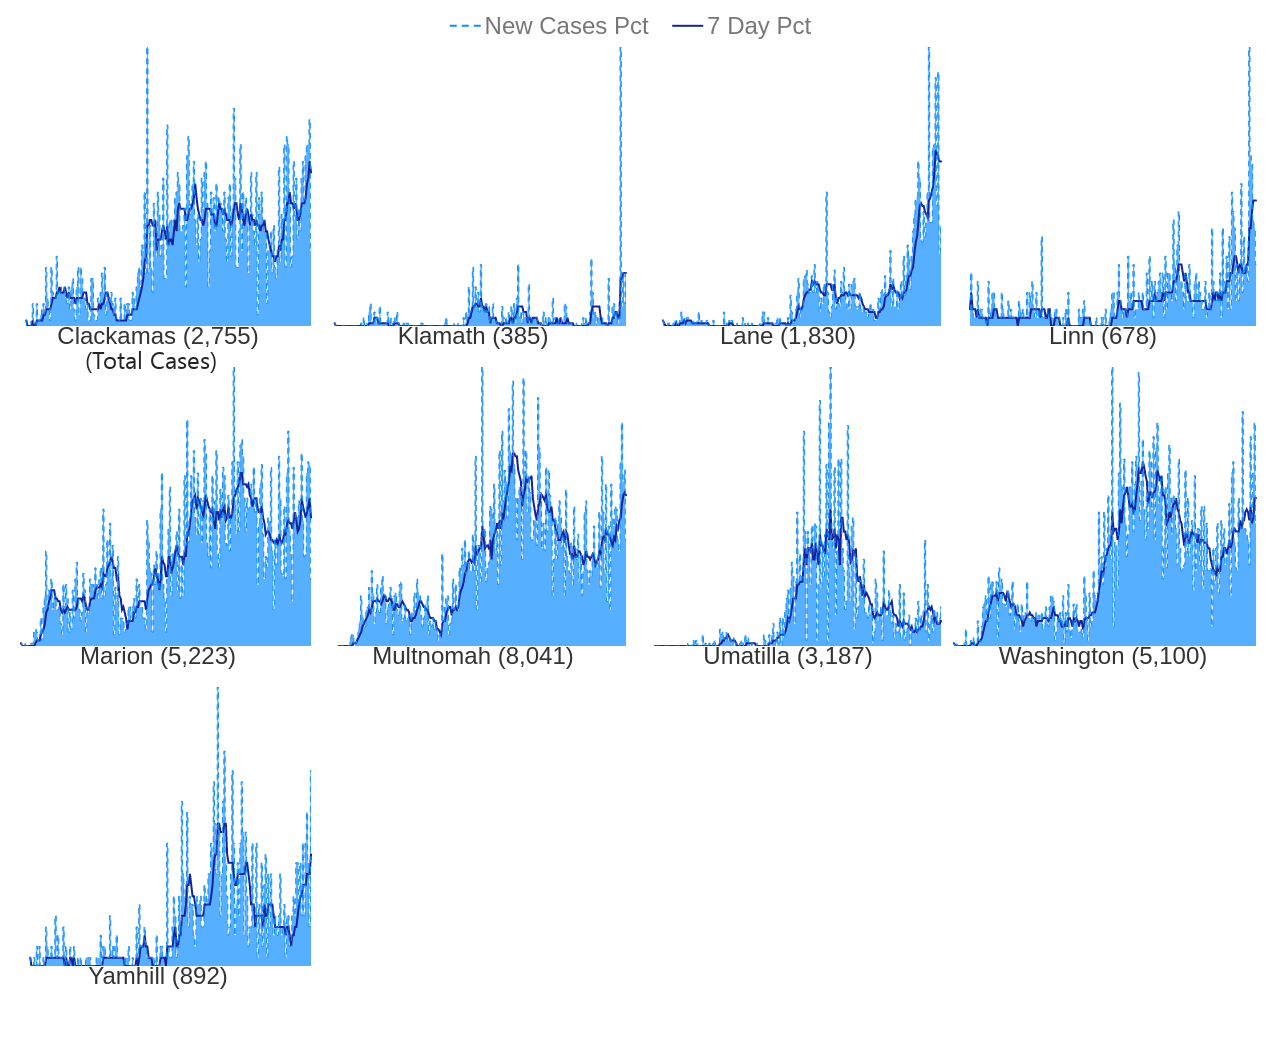 New Cases Pct 7 Day Pct
Clackamas (2,755) Klamath (385) Lane (1,830) Linn (678)
(Total Cases)
Marion (5,223) Multnomah (8,041) Umatilla (3,187) Washington (5,100)
Yamhill (892)